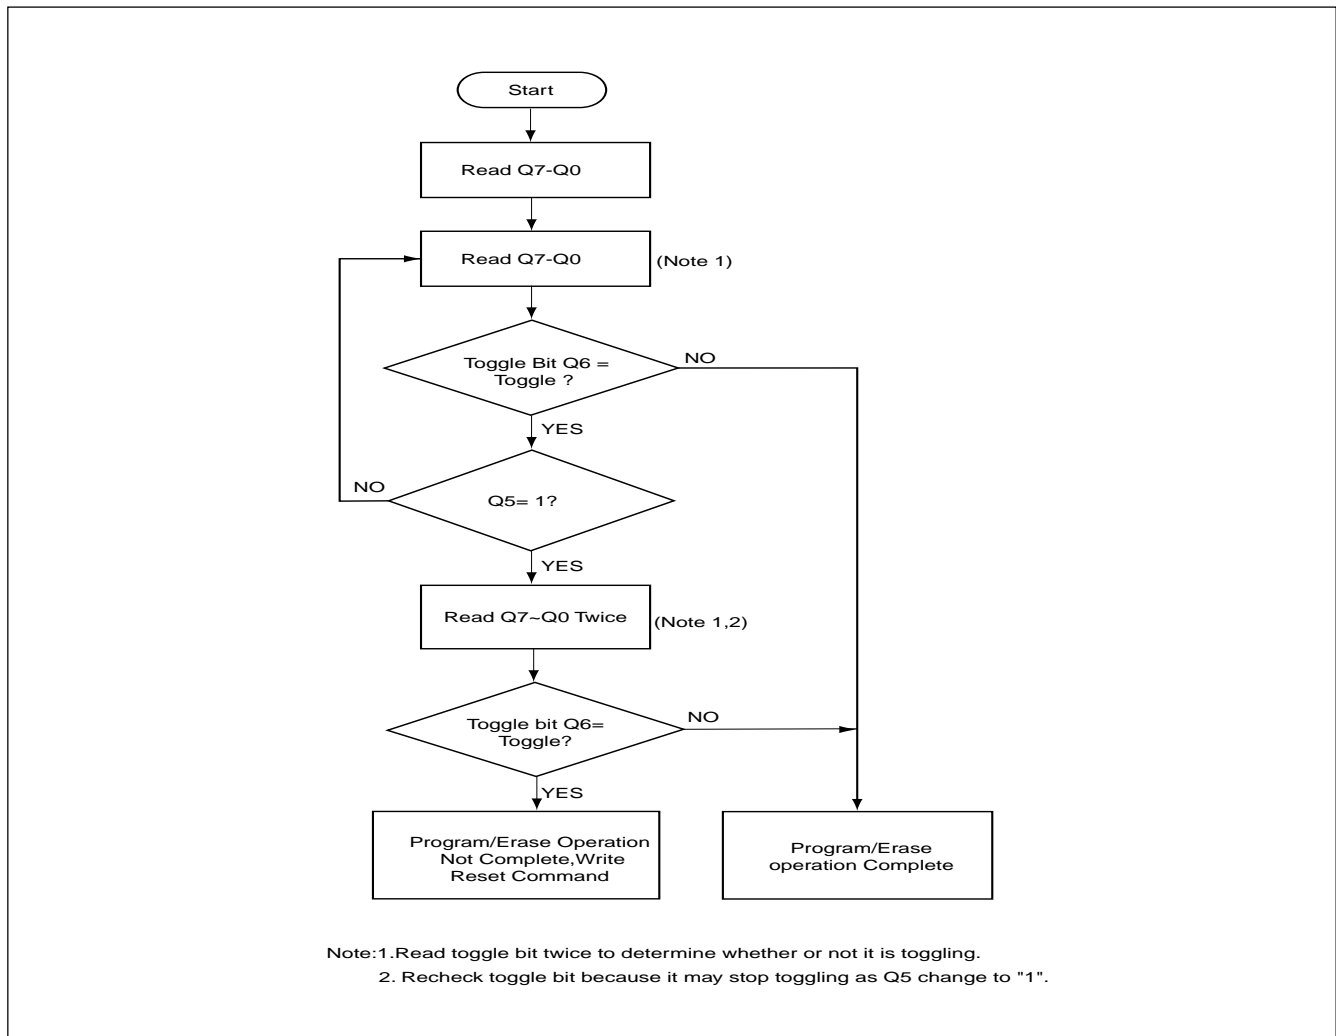 Start
Read Q7-Q0
Read Q7-Q0
(Note 1)
Toggle Bit Q6 =
Toggle ?
NO
YES
NO
Q5= 1?
YES
Read Q7~Q0 Twice
(Note 1,2)
Toggle bit Q6=
Toggle?
NO
YES
Program/Erase Operation
Not Complete,Write
Reset Command
Program/Erase
operation Complete
Note:1.Read toggle bit twice to determine whether or not it is toggling.
2. Recheck toggle bit because it may stop toggling as Q5 change to "1".